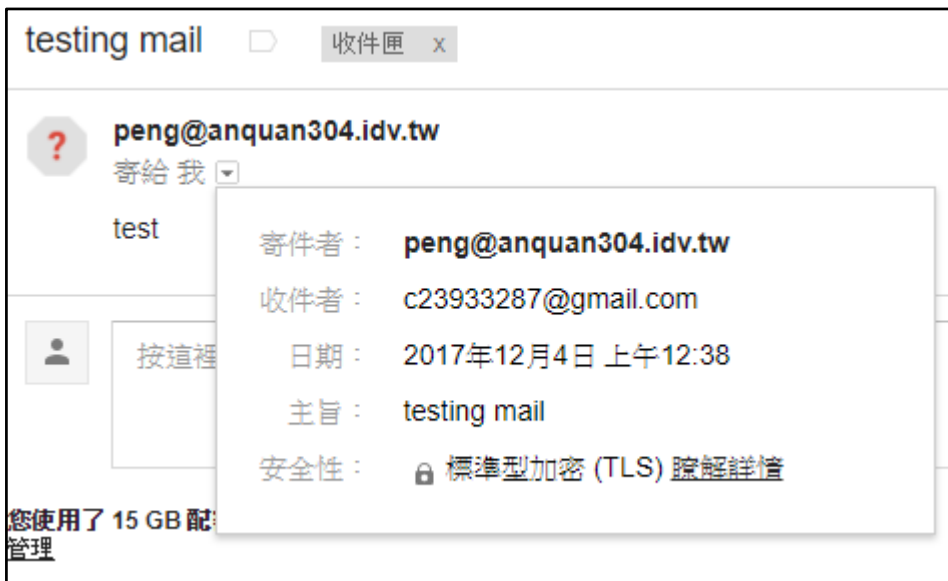 testing mail 收件匣 x
?
peng@anquan304.idv.tw
寄給 我
test
寄件者： peng@anquan304.idv.tw
收件者： c23933287@gmail.com
日期： 2017年12月4日 上午12:38
主旨： testing mail
安全性： 標準型加密 (TLS) 瞭解詳情
按這裡
您使用了 15 GB 配
管理